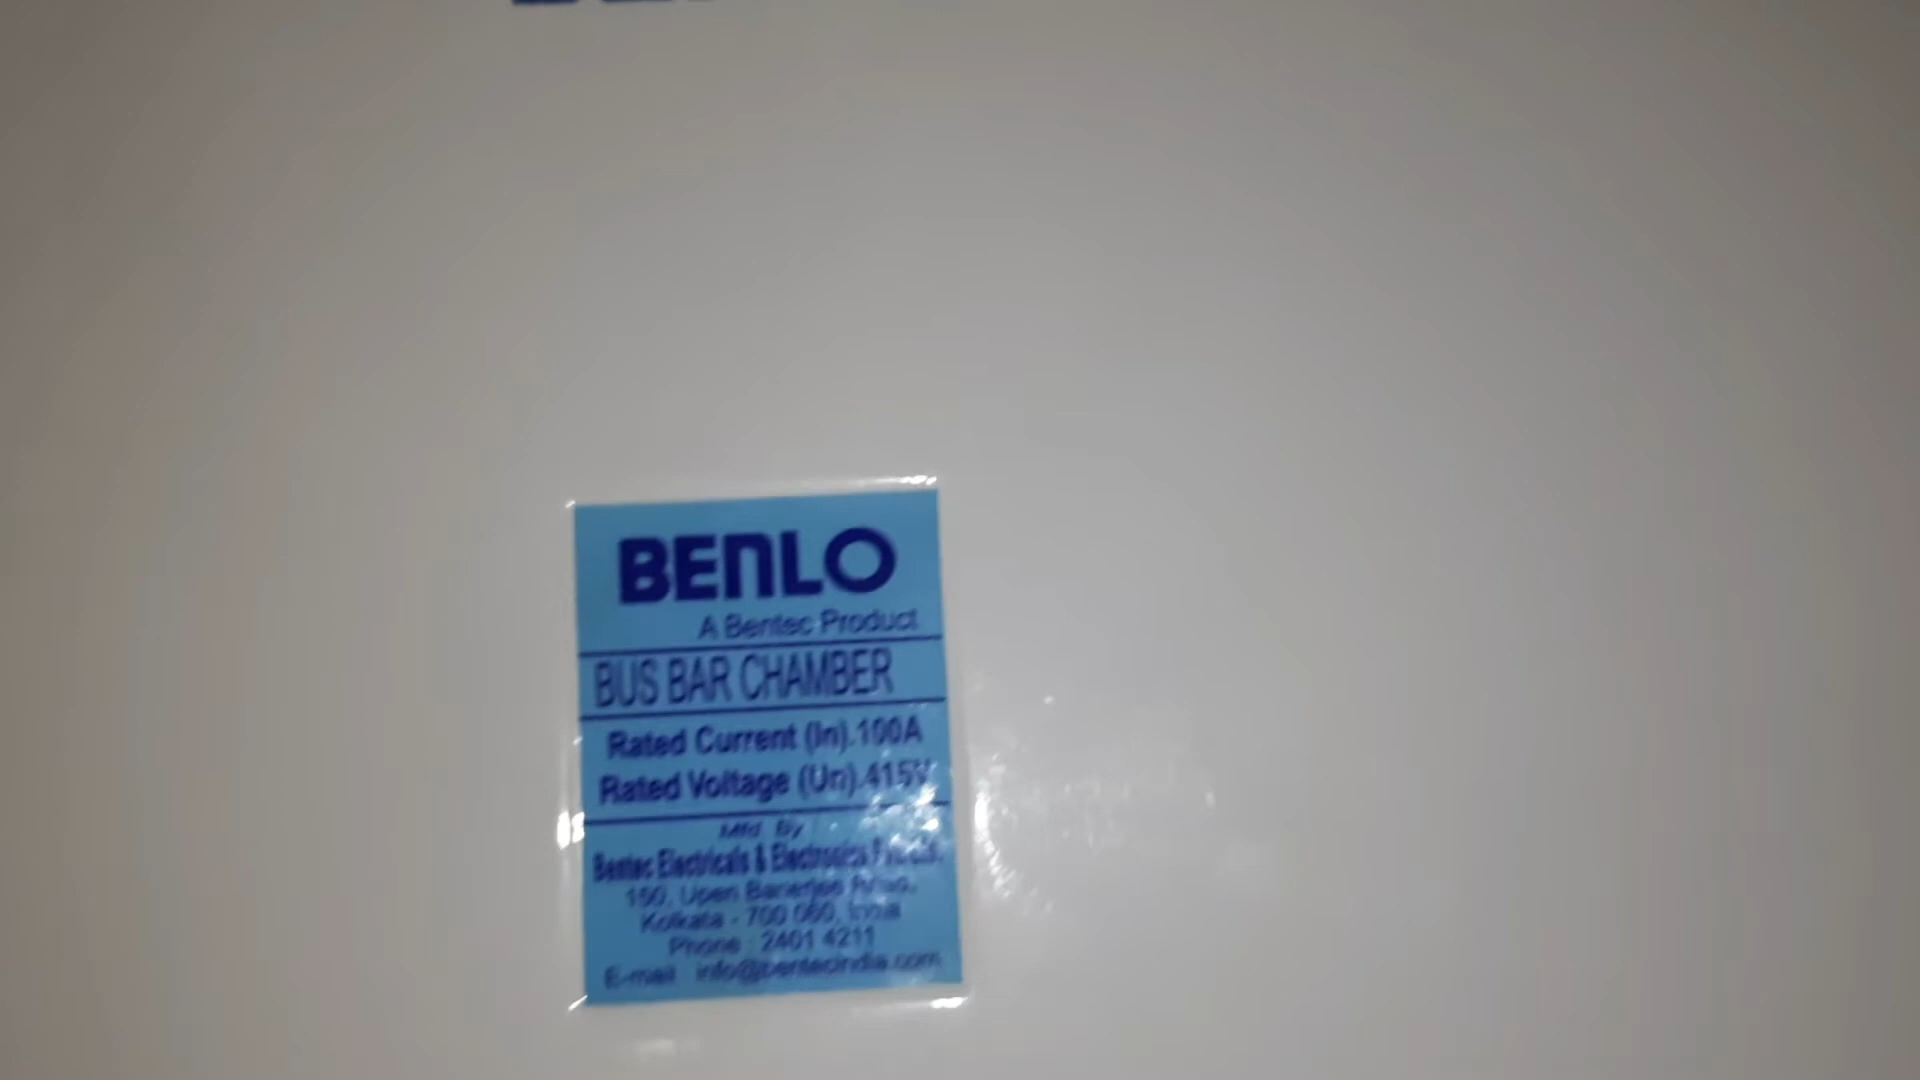 BENLO
A Bentec Product
BUS BAR CHAMBER
Rated Current (In).100A
Rated Voltage (Un).415V
Mfd By
Bentec Electricals & Electronics
150, Upen Banerjee Road,
Kolkata - 700 060, India
Phone : 2401 4211
E-mail info@bentecindia.com